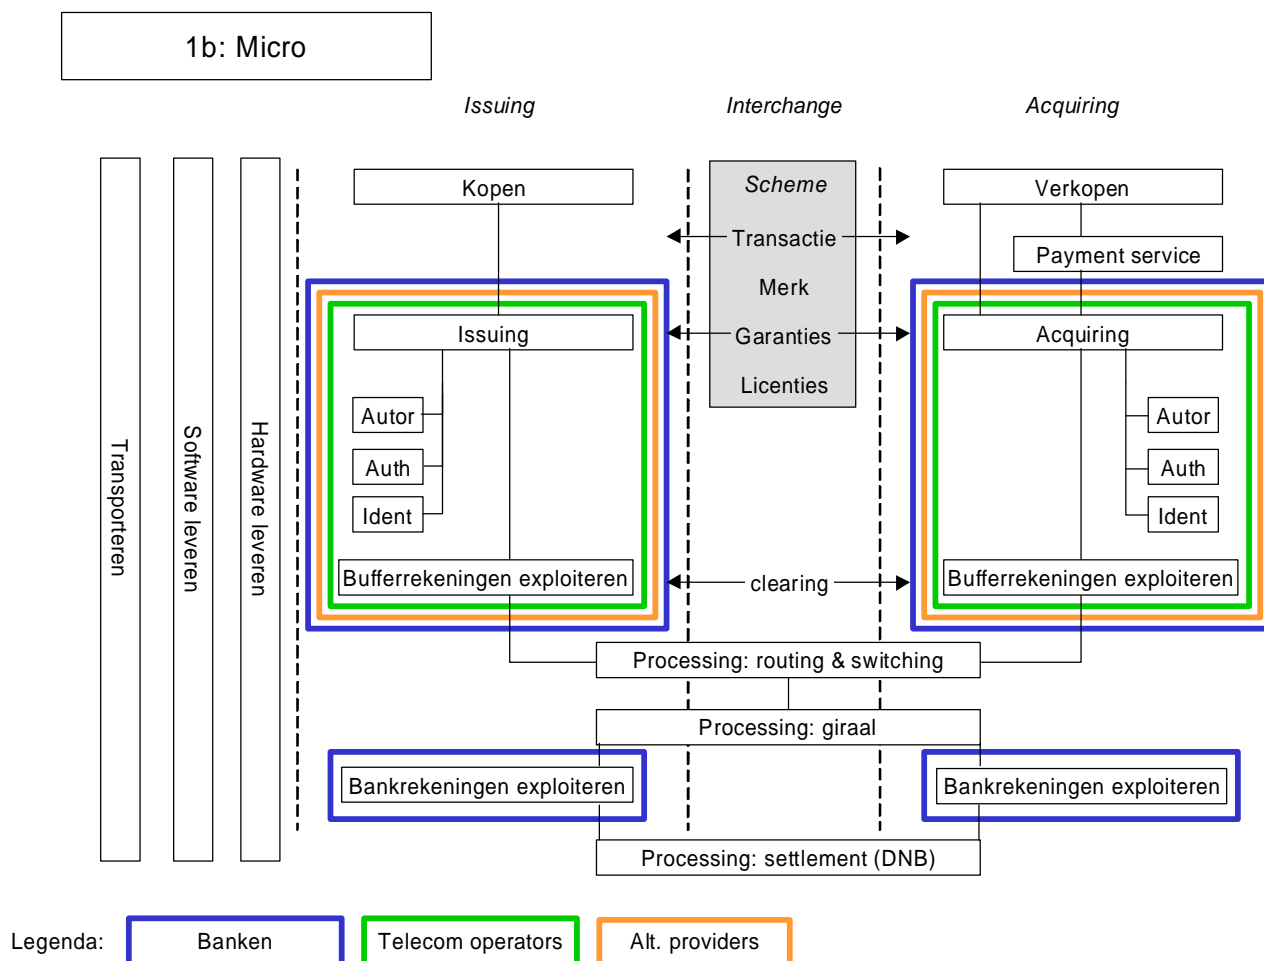 1b: Micro
Issuing
Interchange
Acquiring
Kopen
Scheme
Verkopen
Transactie
Payment service
Merk
Issuing
Garanties
Acquiring
Licenties
Autor
Autor
Auth
Auth
Ident
Ident
Transporteren
Software leveren
Hardware leveren
Bufferrekeningen exploiteren
clearing
Bufferrekeningen exploiteren
Processing: routing & switching
Processing: giraal
Bankrekeningen exploiteren
Bankrekeningen exploiteren
Processing: settlement (DNB)
Legenda:
Banken
Telecom operators
Alt. providers